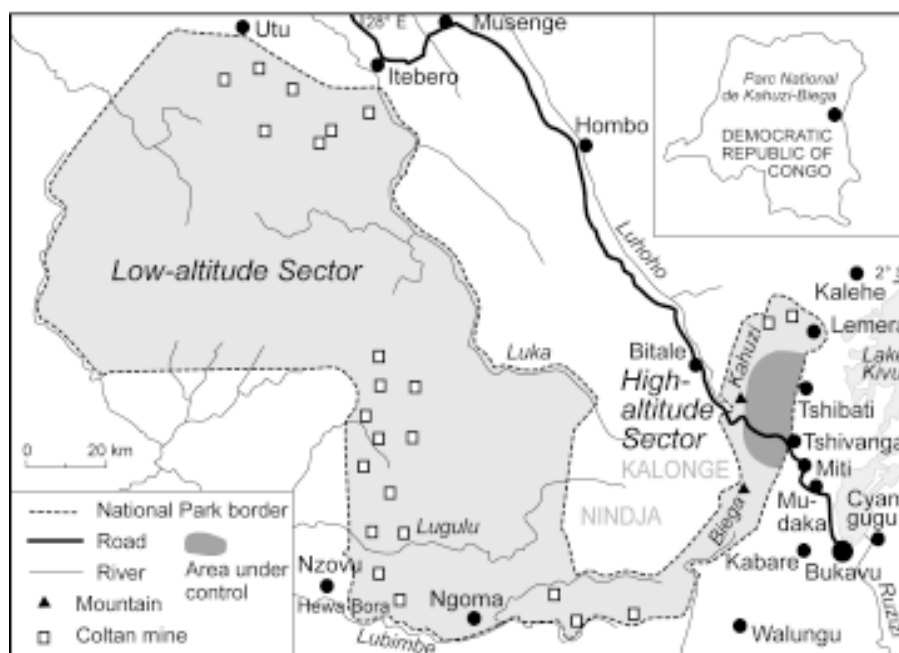 Utu
28° E
Musenge
Itebero
Parc National
de Kahuzi-Biega
DEMOCRATIC
REPUBLIC OF
CONGO
Hombo
Luhoho
Low-altitude Sector
2° S
Kalehe
Lemera
Kahuzi
Lake
Kivu
Luka
Bitale
High-
altitude
Sector
Tshibati
KALONGE
Tshivanga
Miti
0
20 km
NINDJA
Biega
Mu-
daka
Cyan-
gugu
National Park border
Road
River
Area under
control
Mountain
Coltan mine
Lugulu
Nzovu
Hewa Bora
Ngoma
Lubimbe
Kabare
Bukavu
Ruzizi
Walungu